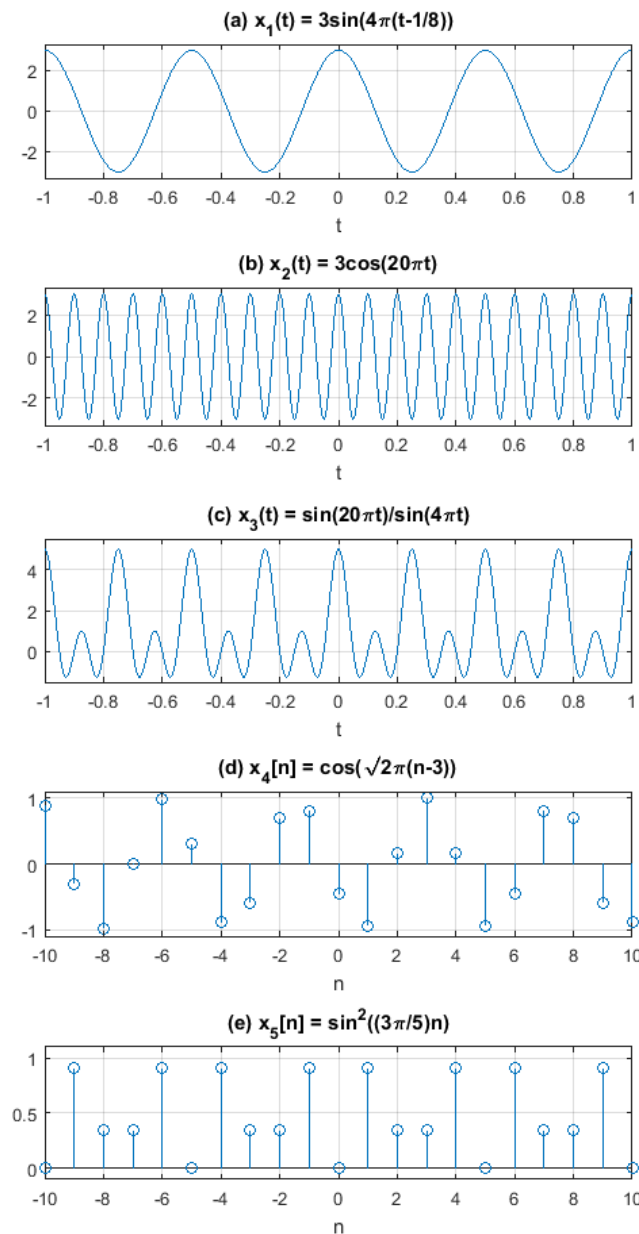 (a) x₁(t) = 3sin(4π(t-1/8))
2
0
-2
-1 -0.8 -0.6 -0.4 -0.2 0 0.2 0.4 0.6 0.8 1
t
(b) x₂(t) = 3cos(20πt)
2
0
-2
-1 -0.8 -0.6 -0.4 -0.2 0 0.2 0.4 0.6 0.8 1
t
(c) x₃(t) = sin(20πt)/sin(4πt)
4
2
0
-1 -0.8 -0.6 -0.4 -0.2 0 0.2 0.4 0.6 0.8 1
t
(d) x₄[n] = cos(√2π(n-3))
1
0
-1
-10 -8 -6 -4 -2 0 2 4 6 8 10
n
(e) x₅[n] = sin²((3π/5)n)
1
0.5
0
-10 -8 -6 -4 -2 0 2 4 6 8 10
n